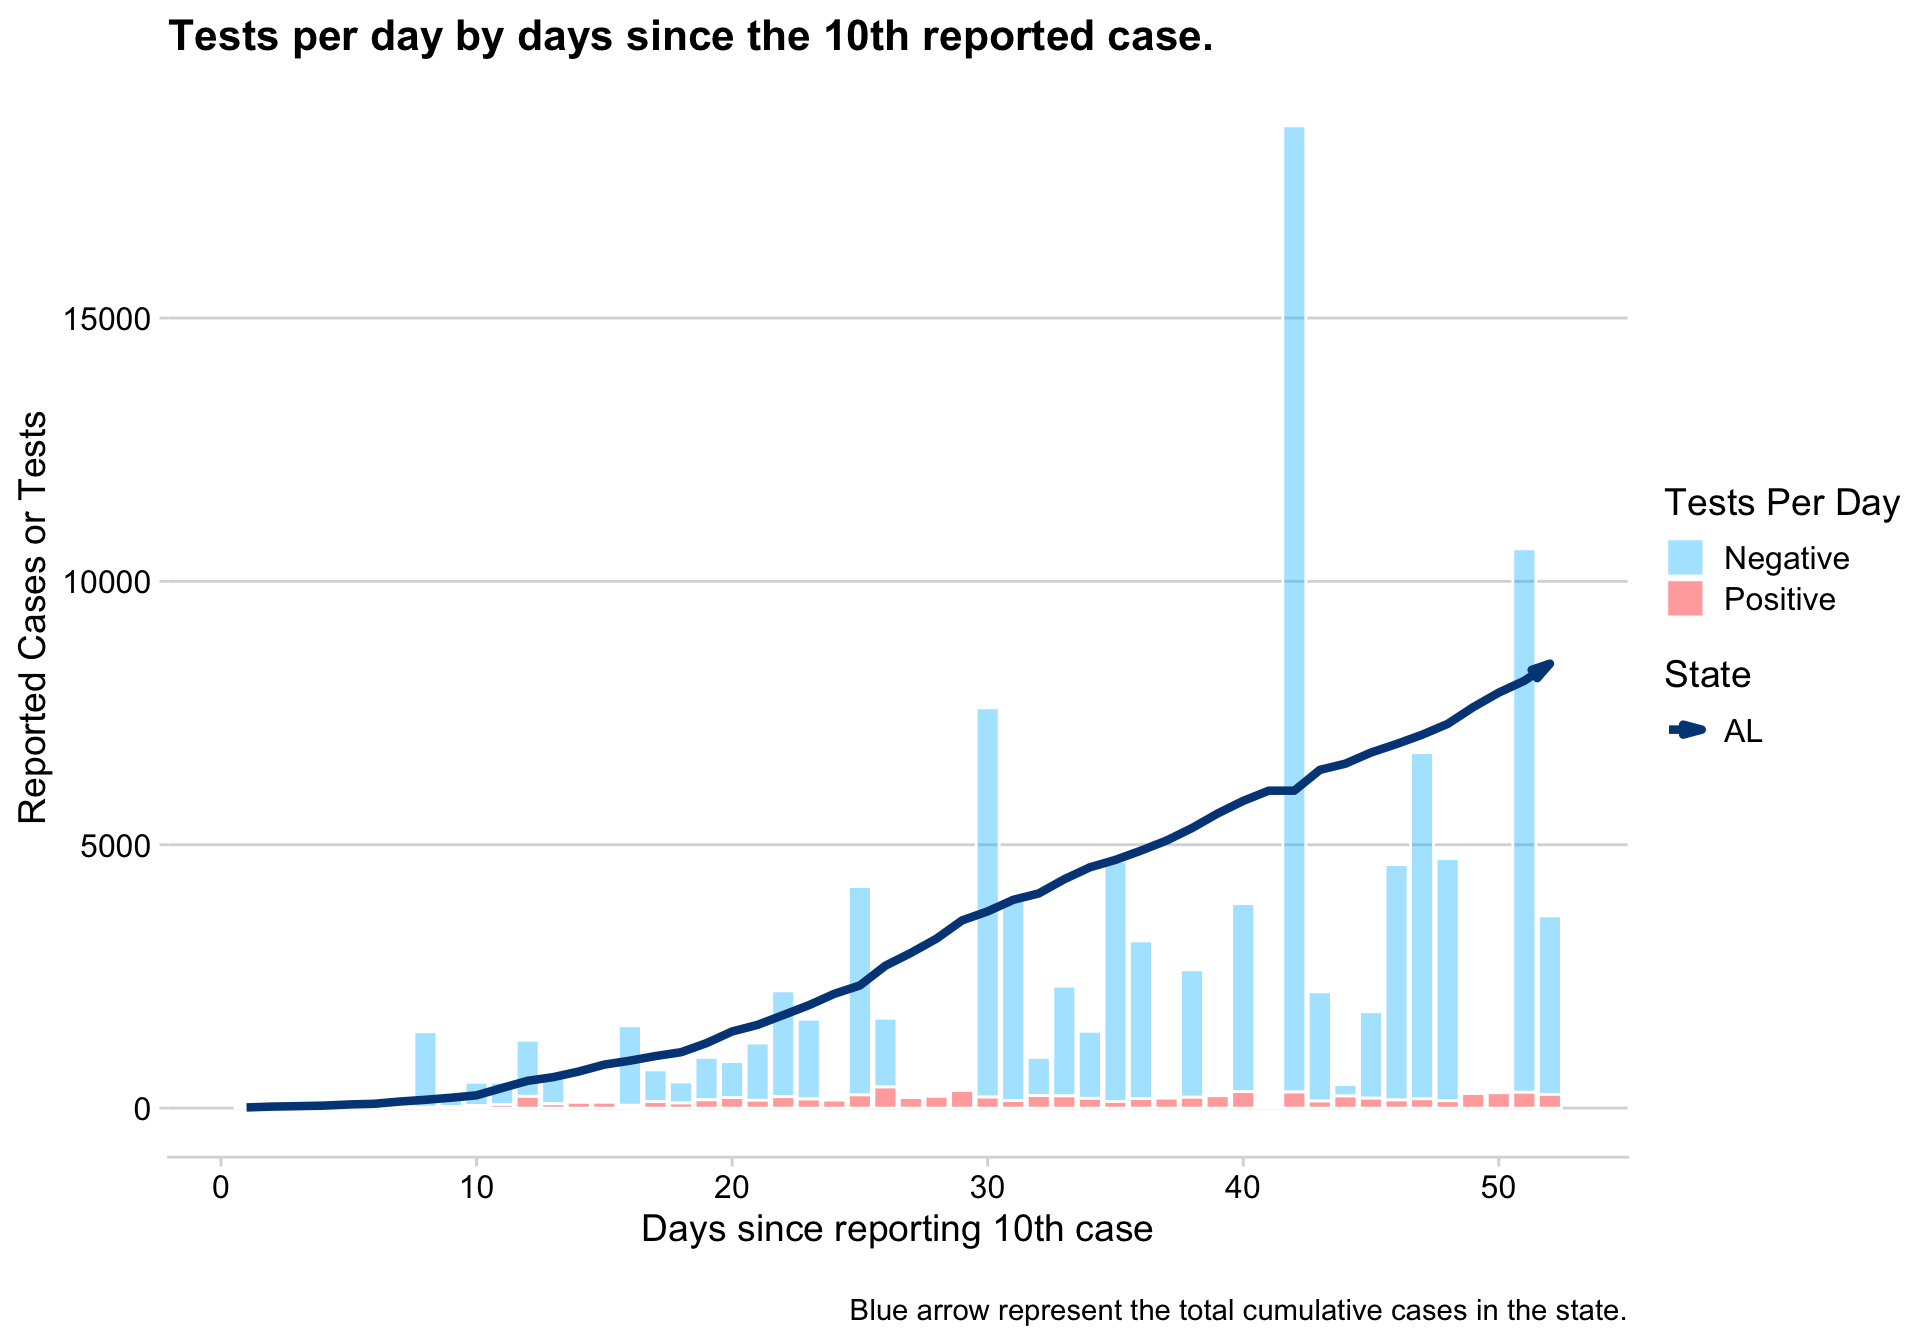 Tests per day by days since the 10th reported case.
Reported Cases or Tests
15000
10000
5000
0
0 10 20 30 40 50
Days since reporting 10th case
Tests Per Day
Negative
Positive
State
AL
Blue arrow represent the total cumulative cases in the state.